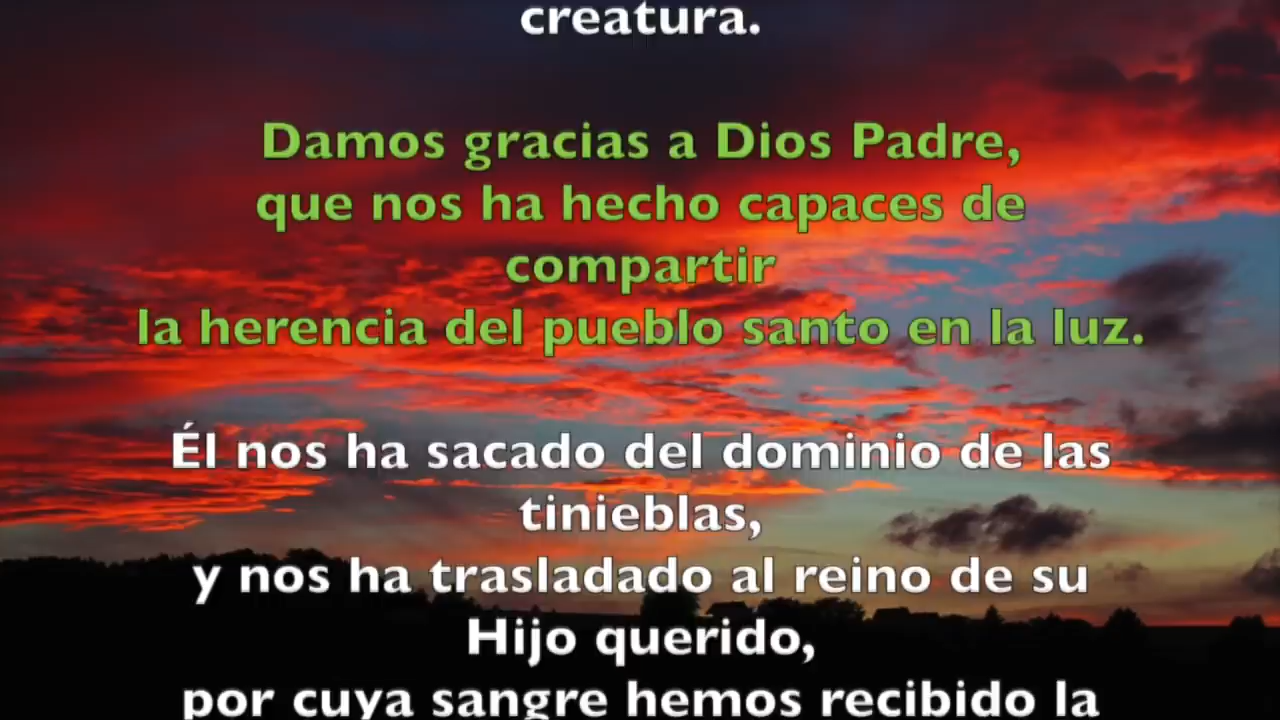 creatura.
Damos gracias a Dios Padre,
que nos ha hecho capaces de
compartir
la herencia del pueblo santo en la luz.
Él nos ha sacado del dominio de las
tinieblas,
y nos ha trasladado al reino de su
Hijo querido,
por cuya sangre hemos recibido la